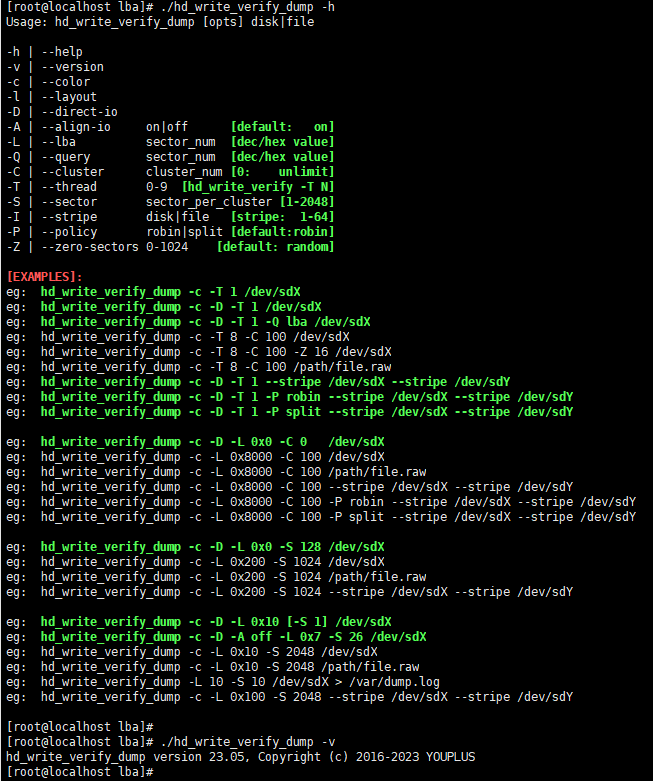 [root@localhost lba]# ./hd_write_verify_dump -h
Usage: hd_write_verify_dump [opts] disk|file
-h | --help
-v | --version
-c | --color
-l | --layout
-D | --direct-io
-A | --align-io     on|off      [default:   on]
-L | --lba          sector_num  [dec/hex value]
-Q | --query        sector_num  [dec/hex value]
-C | --cluster      cluster_num [0:    unlimit]
-T | --thread       0-9  [hd_write_verify -T N]
-S | --sector       sector_per_cluster [1-2048]
-I | --stripe       disk|file   [stripe:  1-64]
-P | --policy       robin|split [default:robin]
-Z | --zero-sectors 0-1024    [default: random]
[EXAMPLES]:
eg:  hd_write_verify_dump -c -T 1 /dev/sdX
eg:  hd_write_verify_dump -c -D -T 1 /dev/sdX
eg:  hd_write_verify_dump -c -D -T 1 -Q lba /dev/sdX
eg:  hd_write_verify_dump -c -T 8 -C 100 /dev/sdX
eg:  hd_write_verify_dump -c -T 8 -C 100 -Z 16 /dev/sdX
eg:  hd_write_verify_dump -c -T 8 -C 100 /path/file.raw
eg:  hd_write_verify_dump -c -D -T 1 --stripe /dev/sdX --stripe /dev/sdY
eg:  hd_write_verify_dump -c -D -T 1 -P robin --stripe /dev/sdX --stripe /dev/sdY
eg:  hd_write_verify_dump -c -D -T 1 -P split --stripe /dev/sdX --stripe /dev/sdY
eg:  hd_write_verify_dump -c -D -L 0x0 -C 0   /dev/sdX
eg:  hd_write_verify_dump -c -L 0x8000 -C 100 /dev/sdX
eg:  hd_write_verify_dump -c -L 0x8000 -C 100 /path/file.raw
eg:  hd_write_verify_dump -c -L 0x8000 -C 100 --stripe /dev/sdX --stripe /dev/sdY
eg:  hd_write_verify_dump -c -L 0x8000 -C 100 -P robin --stripe /dev/sdX --stripe /dev/sdY
eg:  hd_write_verify_dump -c -L 0x8000 -C 100 -P split --stripe /dev/sdX --stripe /dev/sdY
eg:  hd_write_verify_dump -c -D -L 0x0 -S 128 /dev/sdX
eg:  hd_write_verify_dump -c -L 0x200 -S 1024 /dev/sdX
eg:  hd_write_verify_dump -c -L 0x200 -S 1024 /path/file.raw
eg:  hd_write_verify_dump -c -L 0x200 -S 1024 --stripe /dev/sdX --stripe /dev/sdY
eg:  hd_write_verify_dump -c -D -L 0x10 [-S 1] /dev/sdX
eg:  hd_write_verify_dump -c -D -A off -L 0x7 -S 26 /dev/sdX
eg:  hd_write_verify_dump -c -L 0x10 -S 2048 /dev/sdX
eg:  hd_write_verify_dump -c -L 0x10 -S 2048 /path/file.raw
eg:  hd_write_verify_dump -L 10 -S 10 /dev/sdX > /var/dump.log
eg:  hd_write_verify_dump -c -L 0x100 -S 2048 --stripe /dev/sdX --stripe /dev/sdY
[root@localhost lba]#
[root@localhost lba]# ./hd_write_verify_dump -v
hd_write_verify_dump version 23.05, Copyright (c) 2016-2023 YOUPLUS
[root@localhost lba]#